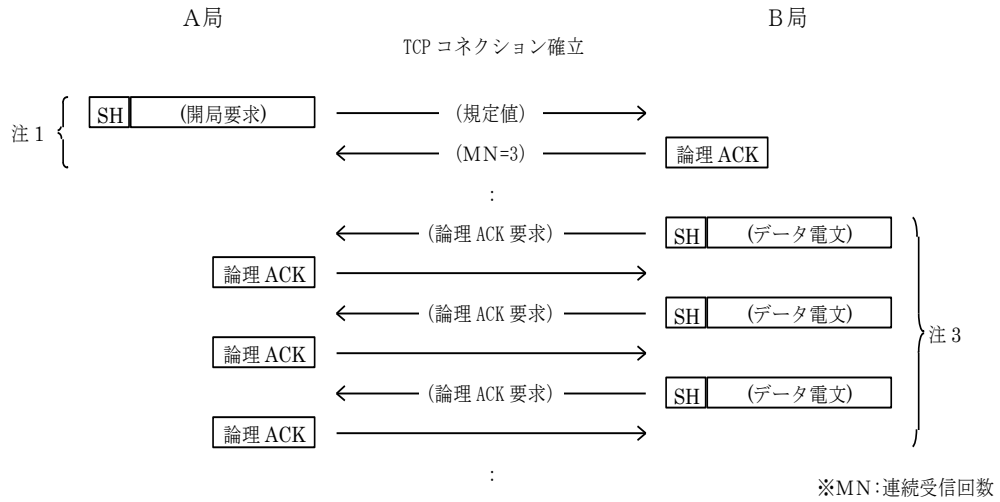 A局 B局
TCP コネクション確立
注1 SH (開局要求) (規定値)
(MN=3) 論理 ACK
:
(論理 ACK 要求) SH (データ電文)
論理 ACK
(論理 ACK 要求) SH (データ電文)
注3
論理 ACK
(論理 ACK 要求) SH (データ電文)
論理 ACK
:
※MN:連続受信回数